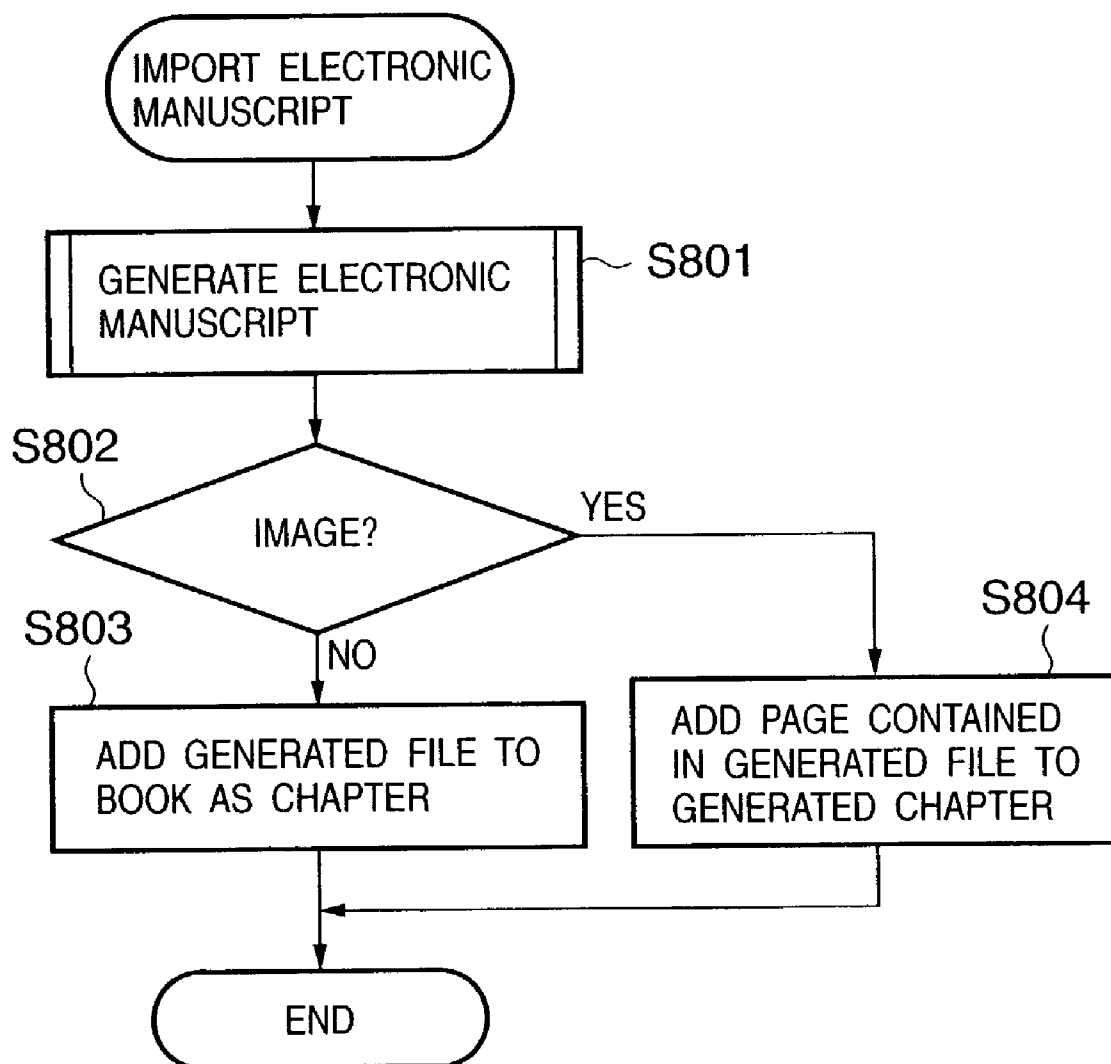 IMPORT ELECTRONIC
MANUSCRIPT
GENERATE ELECTRONIC
MANUSCRIPT
S801
S802
IMAGE?
YES
NO
S803
ADD GENERATED FILE TO
BOOK AS CHAPTER
S804
ADD PAGE CONTAINED
IN GENERATED FILE TO
GENERATED CHAPTER
END